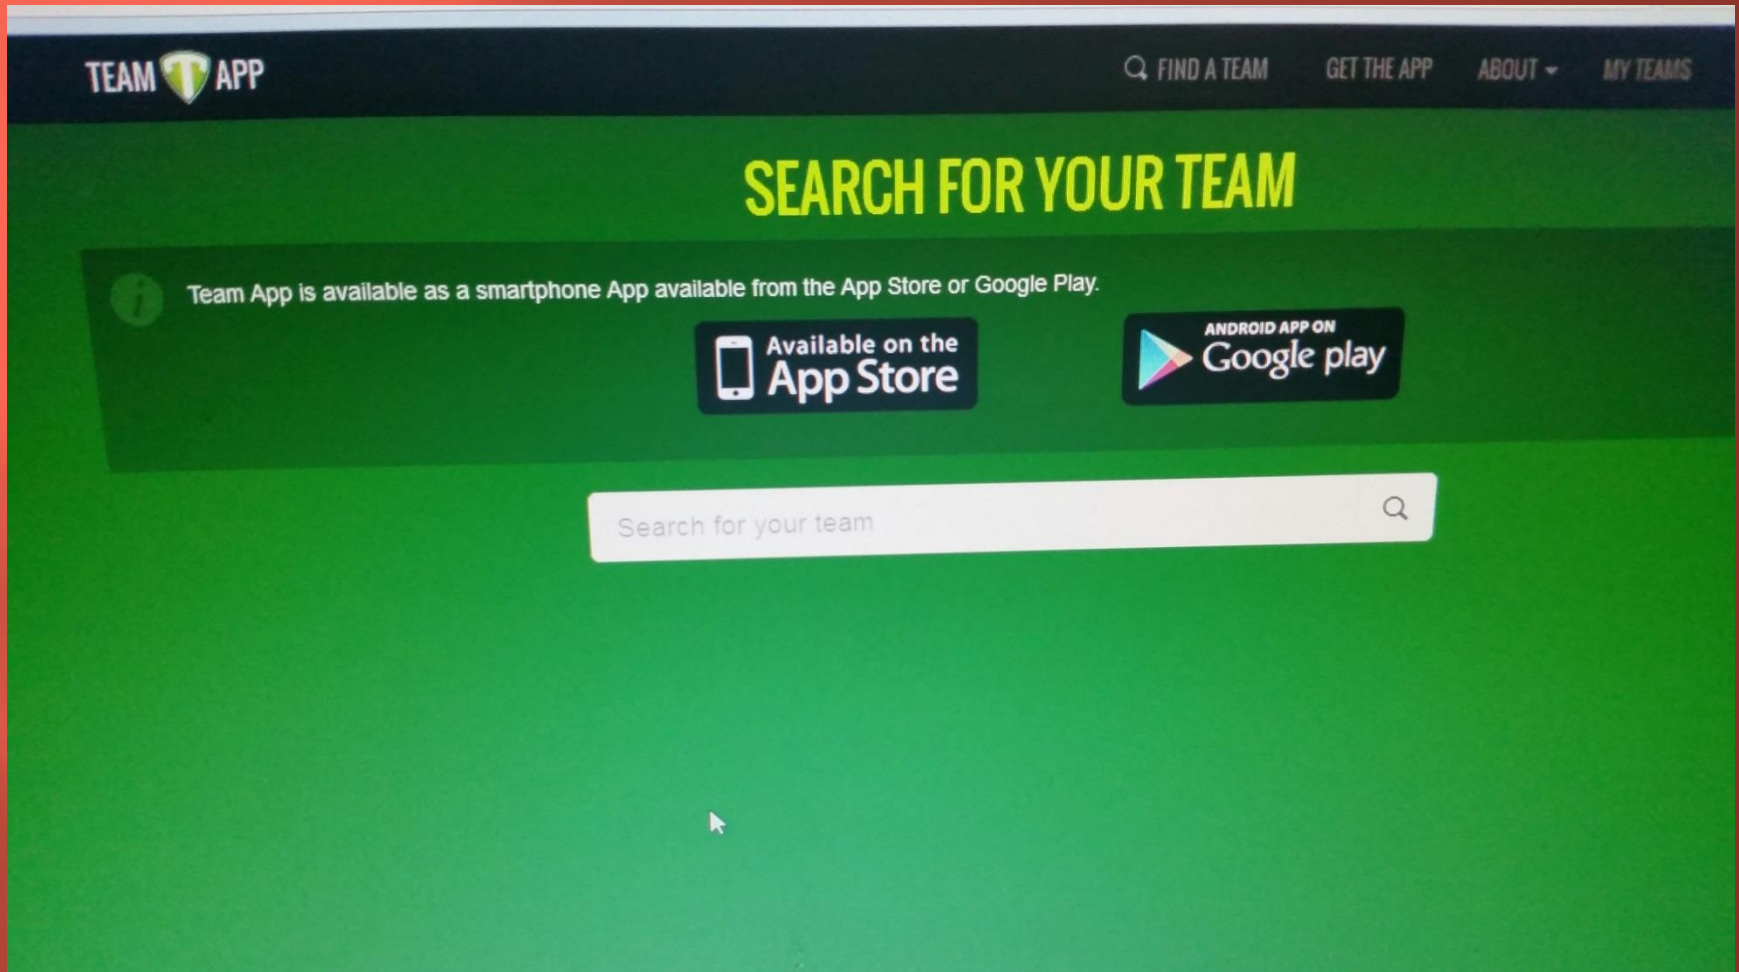 TEAM APP
FIND A TEAM
GET THE APP
ABOUT
MY TEAMS
SEARCH FOR YOUR TEAM
i
Team App is available as a smartphone App available from the App Store or Google Play.
Available on the
App Store
ANDROID APP ON
Google play
Search for your team